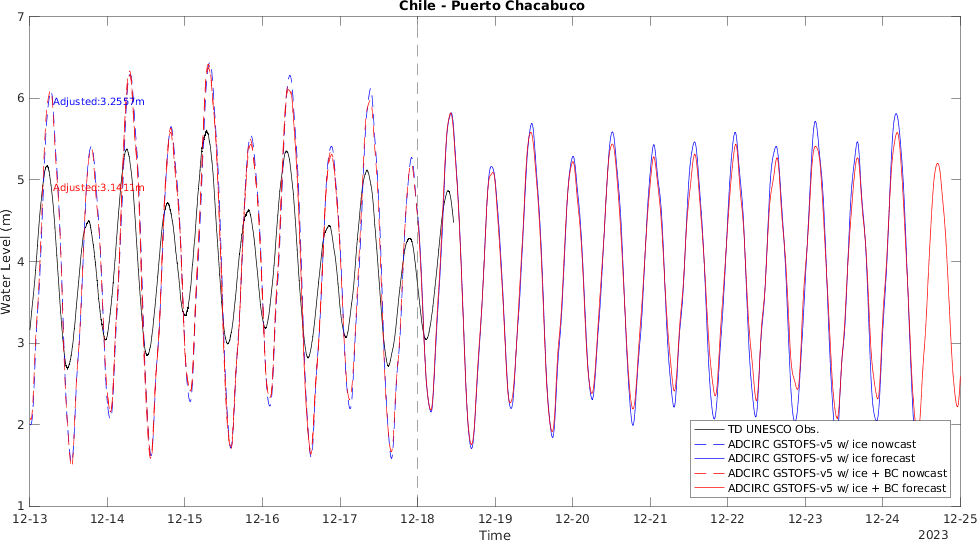 Chile - Puerto Chacabuco
7
6
5
4
3
2
1
Water Level (m)
Adjusted:3.2557m
Adjusted:3.1411m
TD UNESCO Obs.
ADCIRC GSTOFS-v5 w/ ice nowcast
ADCIRC GSTOFS-v5 w/ ice forecast
ADCIRC GSTOFS-v5 w/ ice + BC nowcast
ADCIRC GSTOFS-v5 w/ ice + BC forecast
12-13 12-14 12-15 12-16 12-17 12-18 12-19 12-20 12-21 12-22 12-23 12-24 12-25
Time
2023